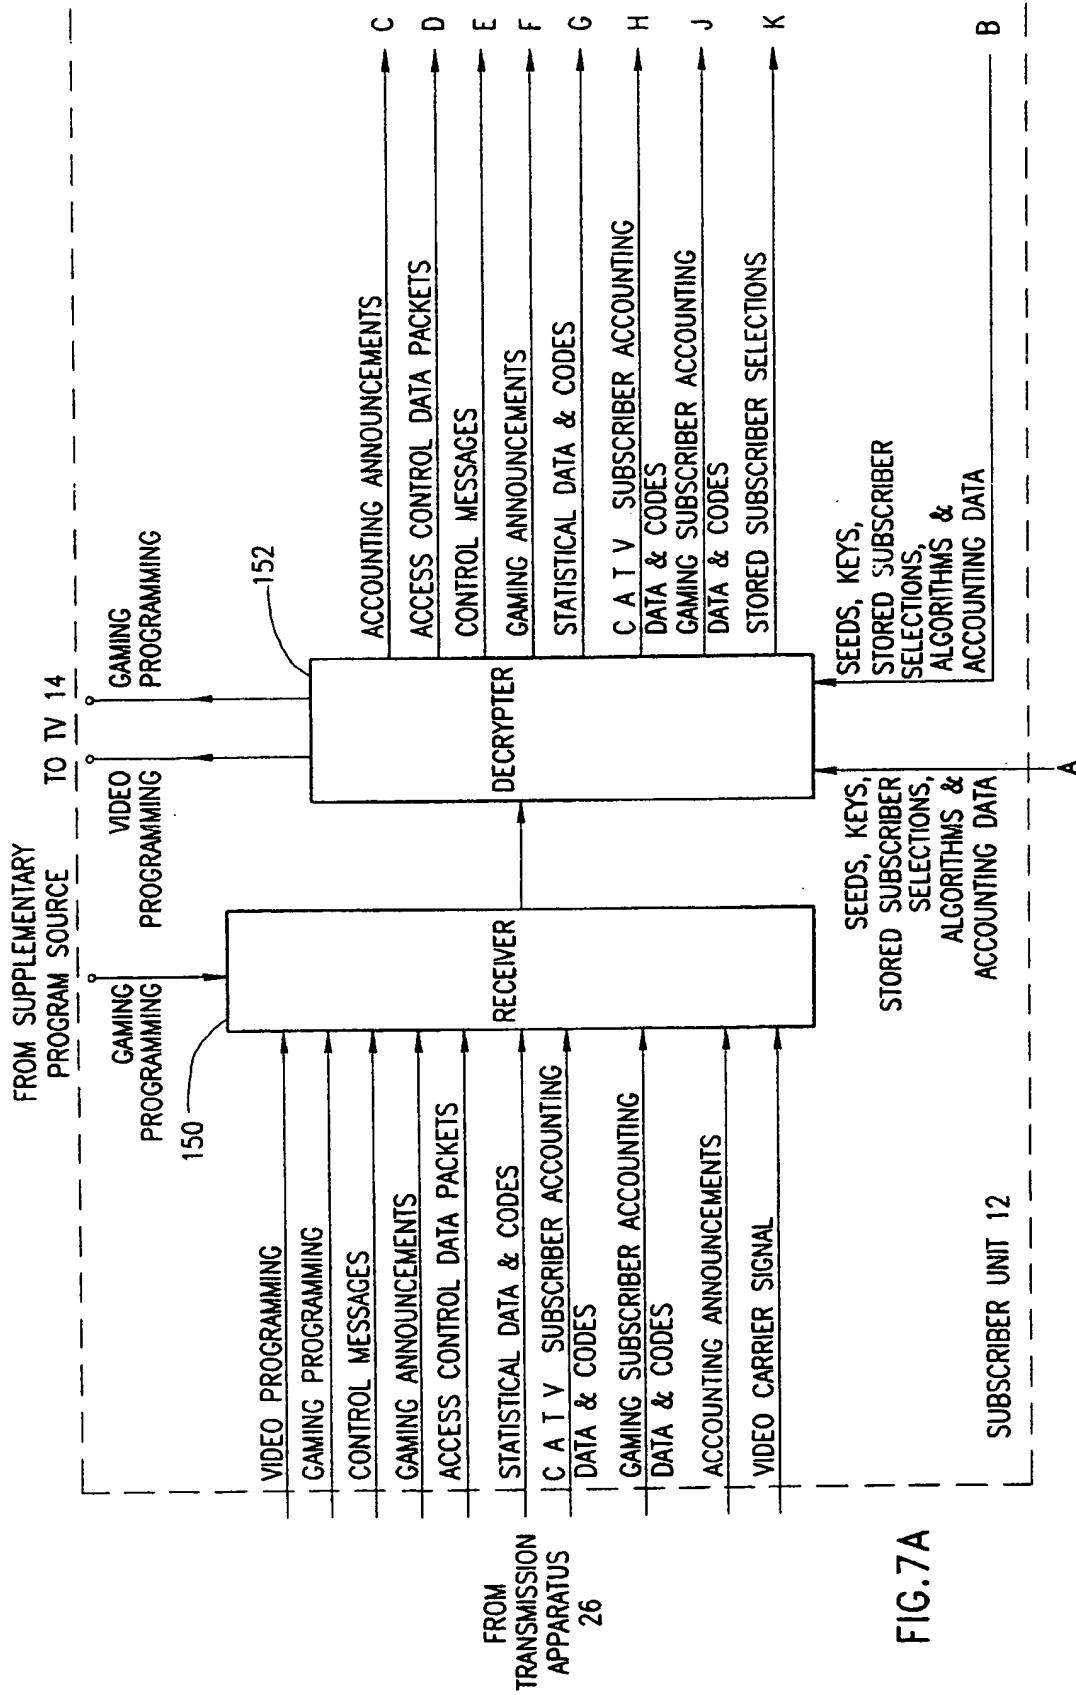 FROM SUPPLEMENTARY
PROGRAM SOURCE
TO TV 14
GAMING
PROGRAMMING
VIDEO
PROGRAMMING
GAMING
PROGRAMMING
150
152
FROM
TRANSMISSION
APPARATUS
26
VIDEO PROGRAMMING
GAMING PROGRAMMING
CONTROL MESSAGES
GAMING ANNOUNCEMENTS
ACCESS CONTROL DATA PACKETS
STATISTICAL DATA & CODES
C A T V SUBSCRIBER ACCOUNTING
DATA & CODES
GAMING SUBSCRIBER ACCOUNTING
DATA & CODES
ACCOUNTING ANNOUNCEMENTS
VIDEO CARRIER SIGNAL
RECEIVER
DECRYPTER
ACCOUNTING ANNOUNCEMENTS
C
ACCESS CONTROL DATA PACKETS
D
CONTROL MESSAGES
E
GAMING ANNOUNCEMENTS
F
STATISTICAL DATA & CODES
G
C A T V SUBSCRIBER ACCOUNTING
H
DATA & CODES
GAMING SUBSCRIBER ACCOUNTING
J
DATA & CODES
STORED SUBSCRIBER SELECTIONS
K
SEEDS, KEYS,
STORED SUBSCRIBER
SELECTIONS,
ALGORITHMS &
ACCOUNTING DATA
A
SEEDS, KEYS,
STORED SUBSCRIBER
SELECTIONS,
ALGORITHMS &
ACCOUNTING DATA
B
SUBSCRIBER UNIT 12
FIG.7A